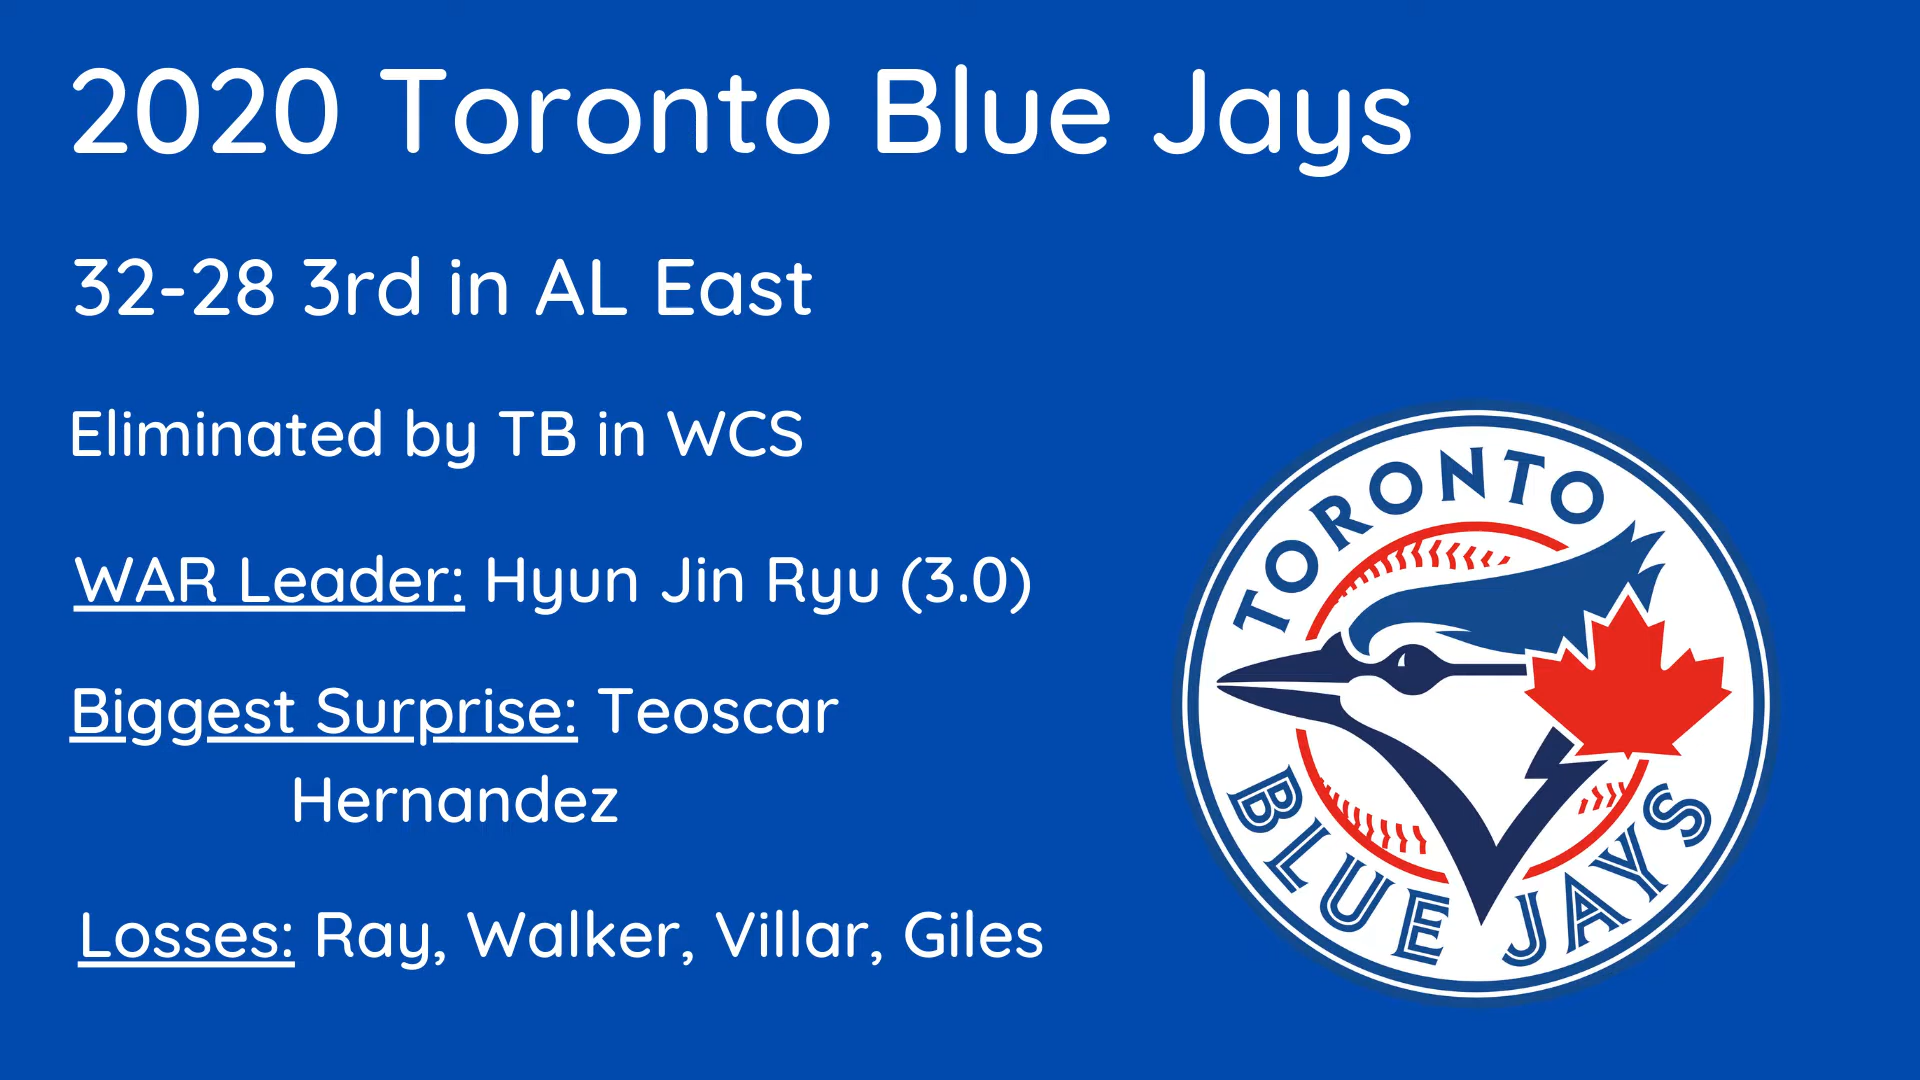 2020 Toronto Blue Jays
32-28 3rd in AL East
Eliminated by TB in WCS
WAR Leader: Hyun Jin Ryu (3.0)
Biggest Surprise: Teoscar
Hernandez
Losses: Ray, Walker, Villar, Giles
TORONTO
BLUE JAYS